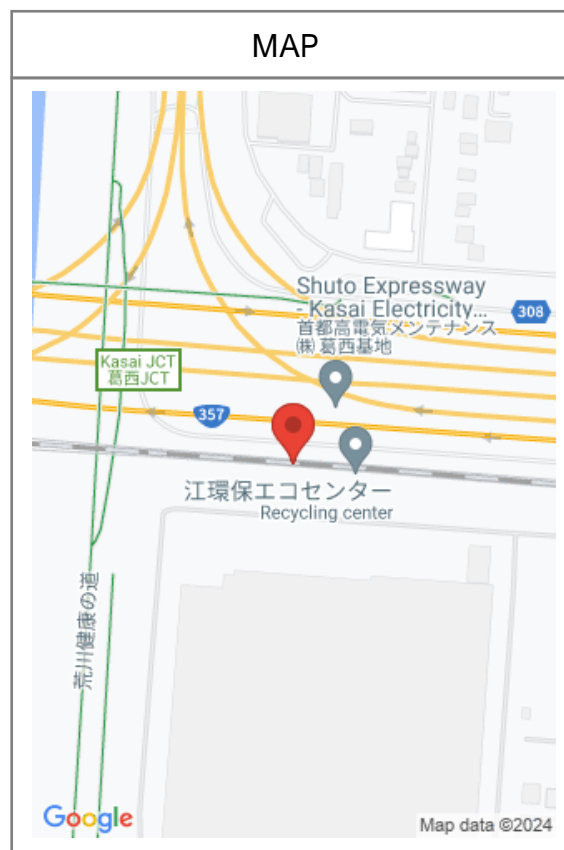 MAP
Shuto Expressway
- Kasai Electricity...
首都高電気メンテナンス
㈱ 葛西基地
308
Kasai JCT
葛西JCT
357
江環保エコセンター
Recycling center
荒川健康の道
Google
Map data ©2024